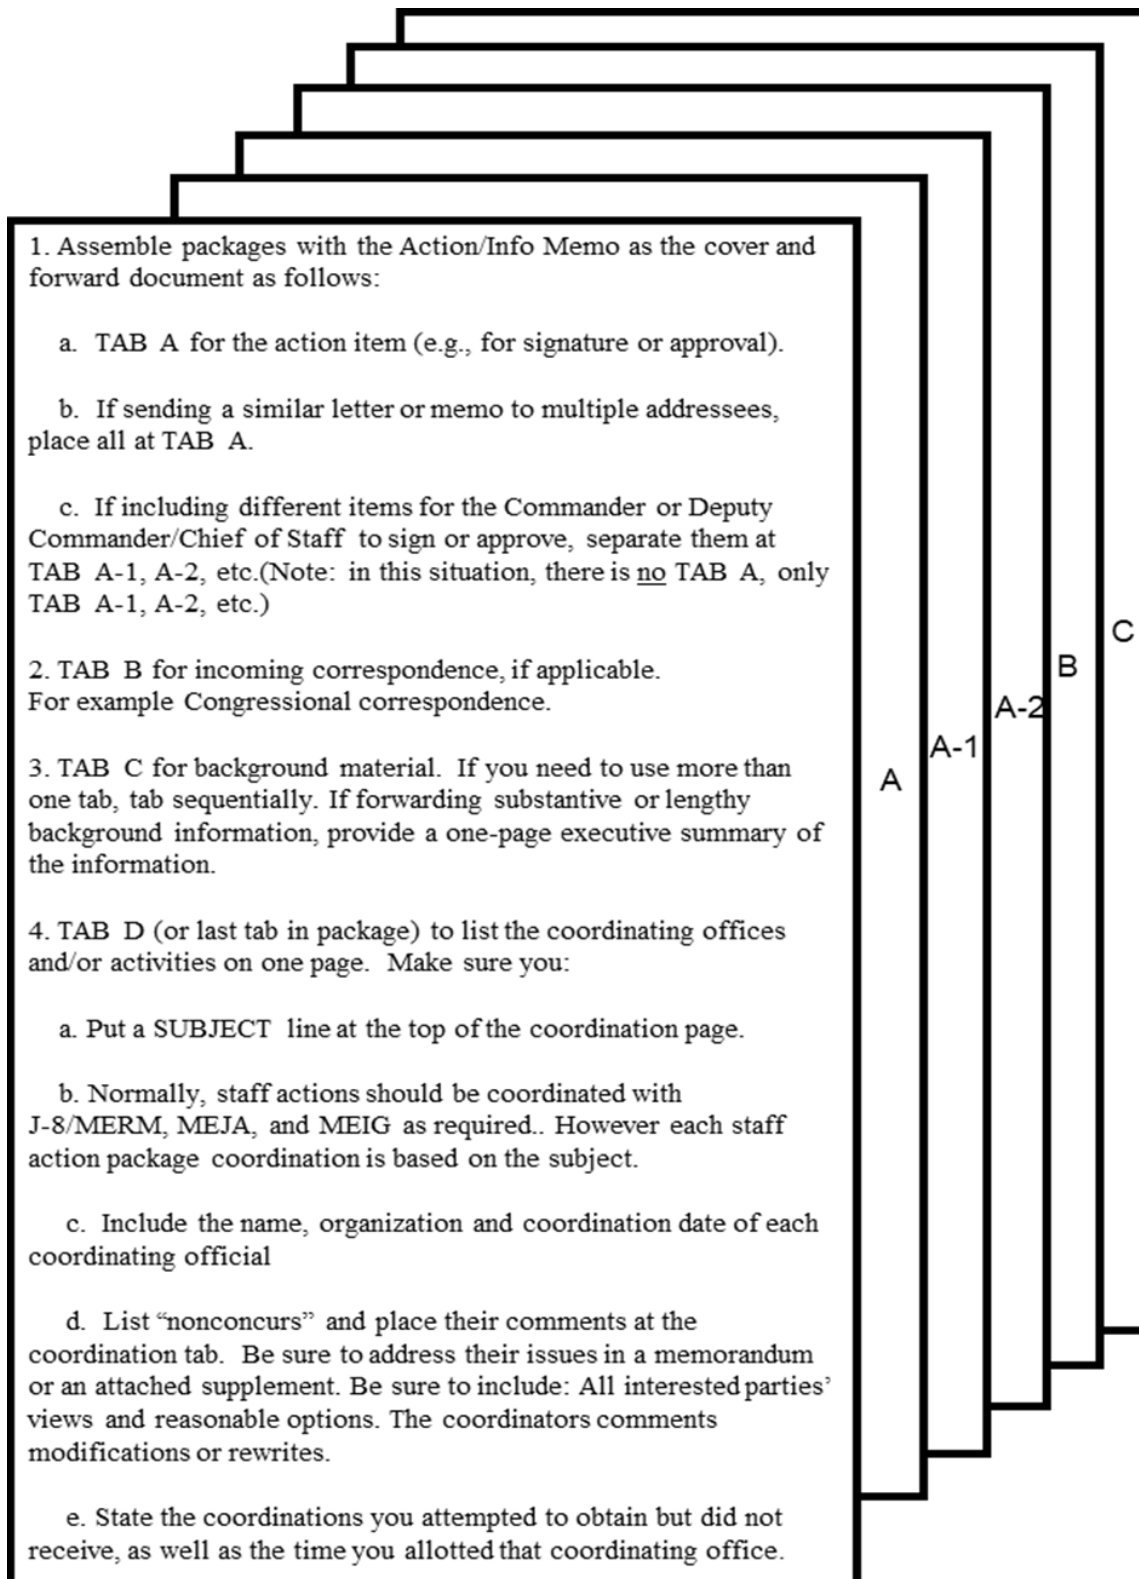 1. Assemble packages with the Action/Info Memo as the cover and
forward document as follows:
a. TAB A for the action item (e.g., for signature or approval).
b. If sending a similar letter or memo to multiple addressees,
place all at TAB A.
c. If including different items for the Commander or Deputy
Commander/Chief of Staff to sign or approve, separate them at
TAB A-1, A-2, etc.(Note: in this situation, there is no TAB A, only
TAB A-1, A-2, etc.)
2. TAB B for incoming correspondence, if applicable.
For example Congressional correspondence.
3. TAB C for background material. If you need to use more than
one tab, tab sequentially. If forwarding substantive or lengthy
background information, provide a one-page executive summary of
the information.
4. TAB D (or last tab in package) to list the coordinating offices
and/or activities on one page. Make sure you:
a. Put a SUBJECT line at the top of the coordination page.
b. Normally, staff actions should be coordinated with
J-8/MERM, MEJA, and MEIG as required.. However each staff
action package coordination is based on the subject.
c. Include the name, organization and coordination date of each
coordinating official
d. List “nonconcurs” and place their comments at the
coordination tab. Be sure to address their issues in a memorandum
or an attached supplement. Be sure to include: All interested parties’
views and reasonable options. The coordinators comments
modifications or rewrites.
e. State the coordinations you attempted to obtain but did not
receive, as well as the time you allotted that coordinating office.
A
A-1
A-2
B
C